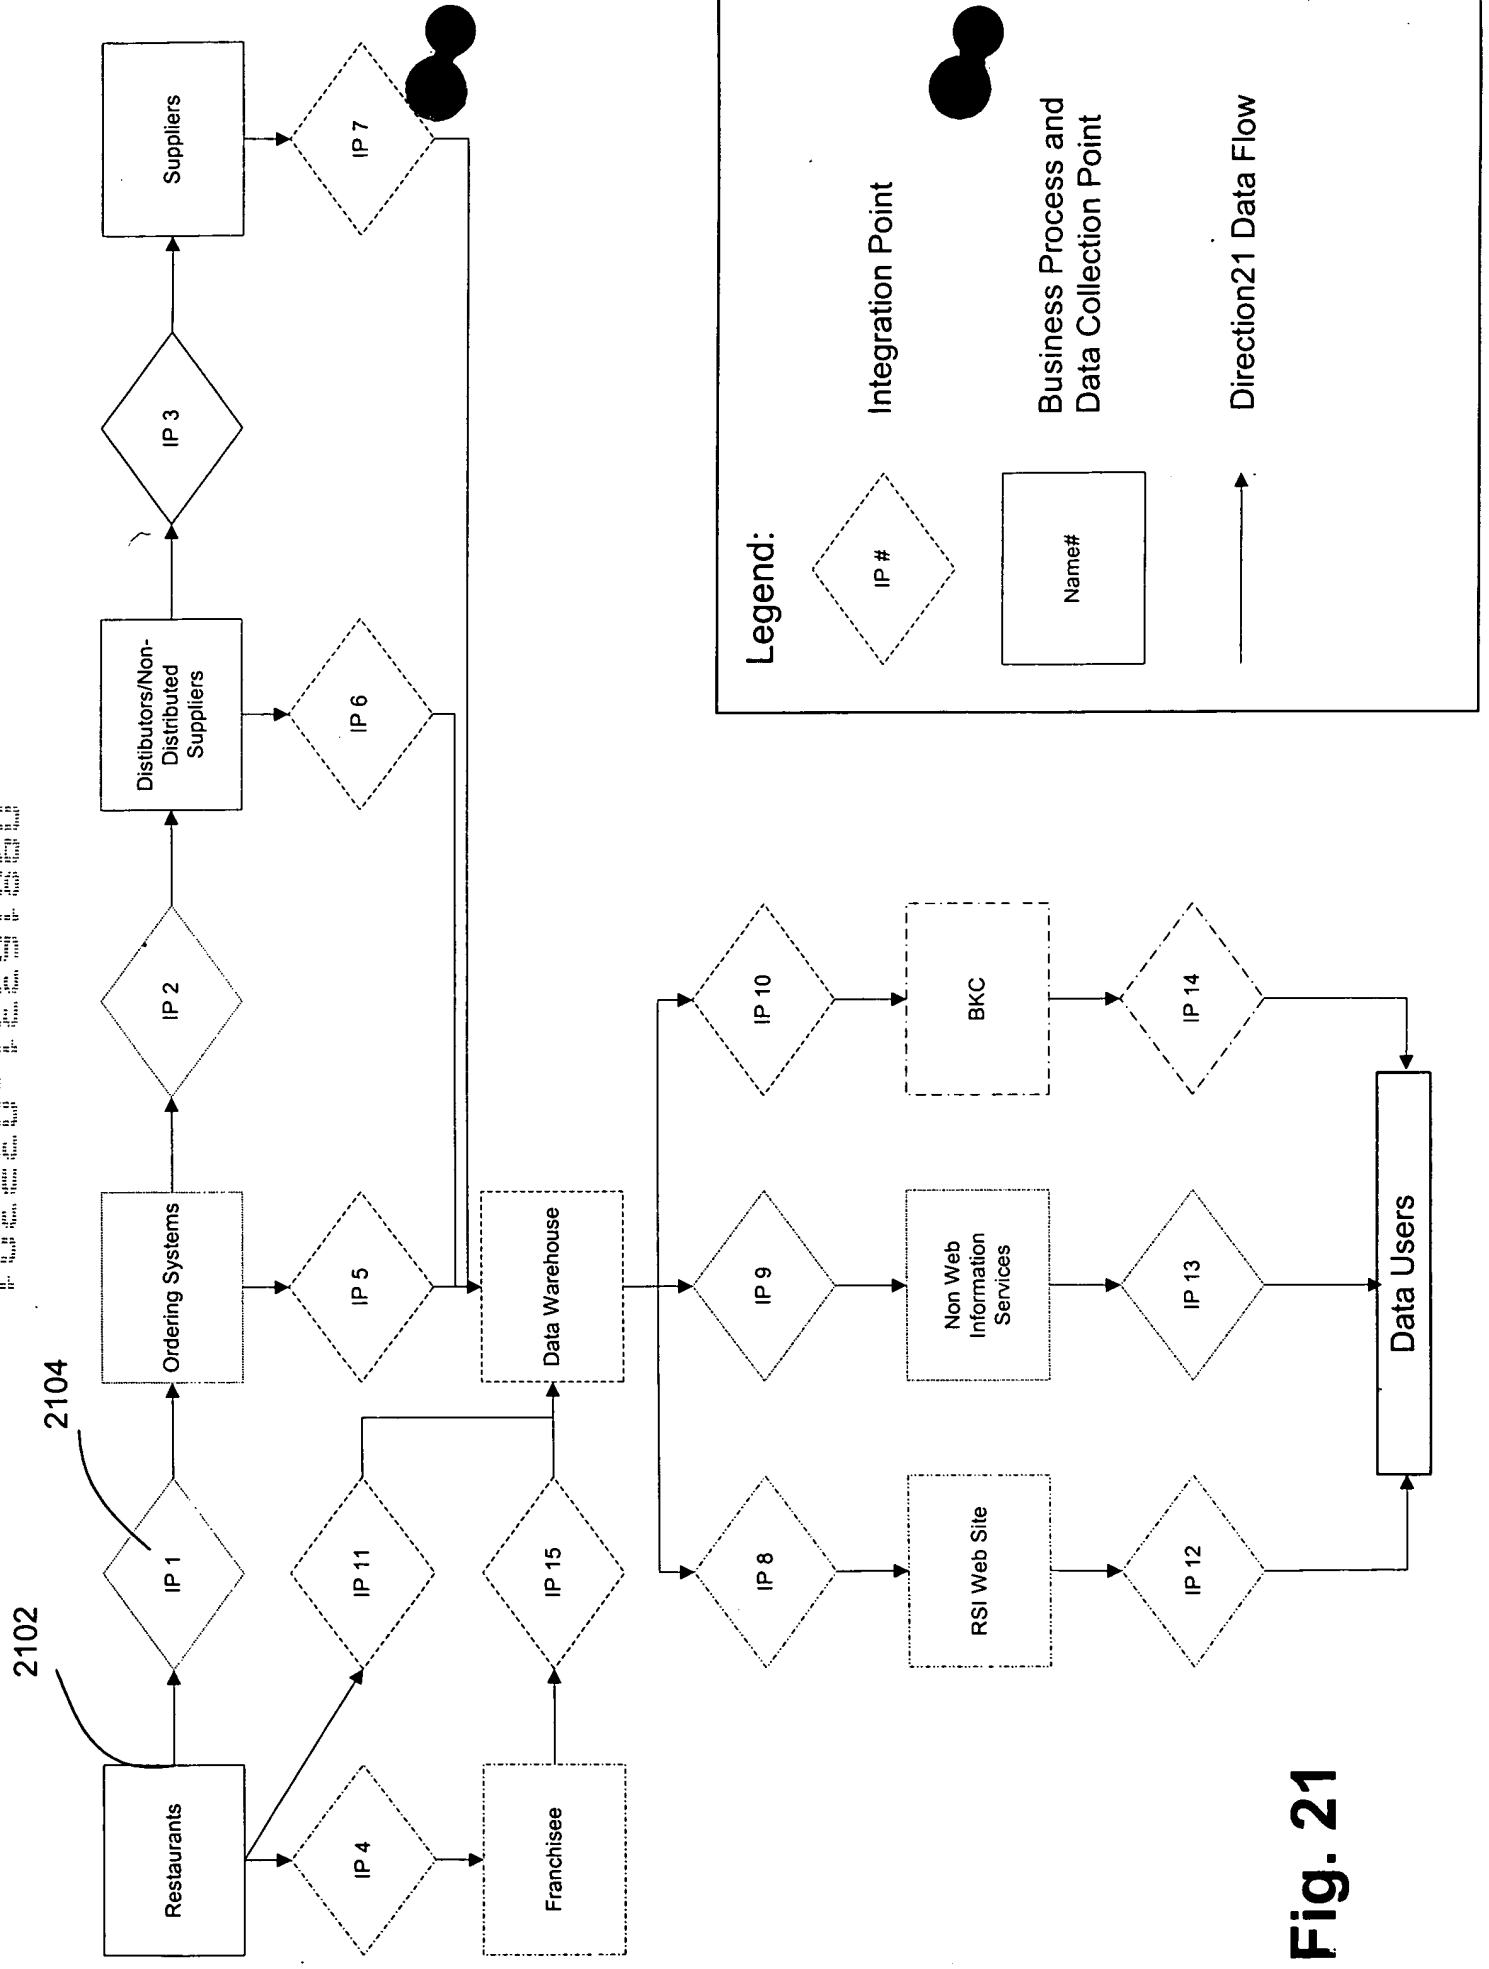 2102
2104
Restaurants
IP 1
Ordering Systems
IP 2
Distibutors/Non-
Distributed
Suppliers
IP 3
Suppliers
IP 4
IP 11
IP 5
IP 6
IP 7
Franchisee
IP 15
Data Warehouse
IP 8
IP 9
IP 10
RSI Web Site
Non Web
Information
Services
BKC
IP 12
IP 13
IP 14
Data Users
Legend:
IP #
Integration Point
Name#
Business Process and
Data Collection Point
Direction21 Data Flow
Fig. 21